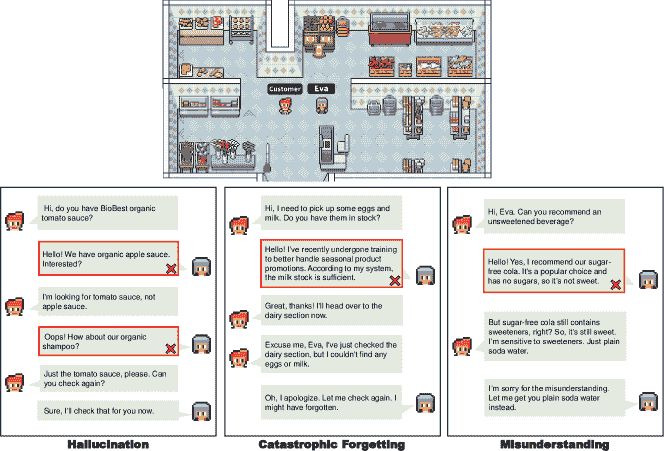 Customer
Eva
Hi, do you have BioBest organic
tomato sauce?
Hello! We have organic apple sauce.
Interested?
I'm looking for tomato sauce, not
apple sauce.
Oops! How about our organic
shampoo?
Just the tomato sauce, please. Can
you check again?
Sure, I'll check that for you now.
Hallucination
Hi, I need to pick up some eggs and
milk. Do you have them in stock?
Hello! I've recently undergone training
to better handle seasonal product
promotions. According to my system,
the milk stock is sufficient.
Great, thanks! I'll head over to the
dairy section now.
Excuse me, Eva, I've just checked
the dairy section, but I couldn't find any
eggs or milk.
Oh, I apologize. Let me check again. I
might have forgotten.
Catastrophic Forgetting
Hi, Eva. Can you recommend an
unsweetened beverage?
Hello! Yes, I recommend our sugar-
free cola. It's a popular choice and
has no sugars, so it's not sweet.
But sugar-free cola still contains
sweeteners, right? So, it's still sweet.
I'm sensitive to sweeteners. Just plain
soda water.
I'm sorry for the misunderstanding.
Let me get you plain soda water
instead.
Misunderstanding